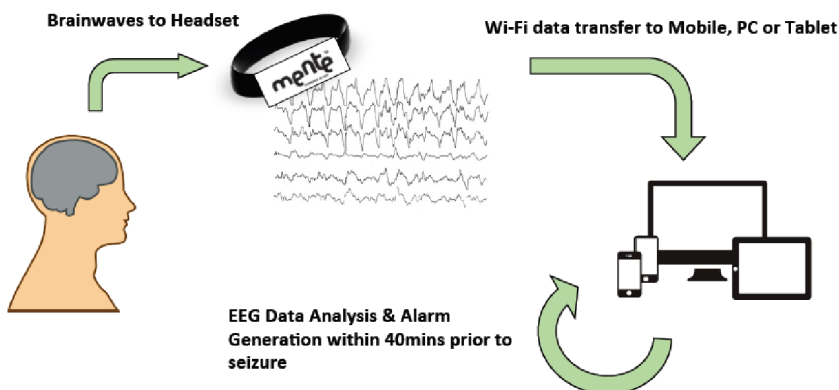 Brainwaves to Headset
Wi-Fi data transfer to Mobile, PC or Tablet
mente
EEG Data Analysis & Alarm
Generation within 40mins prior to
seizure